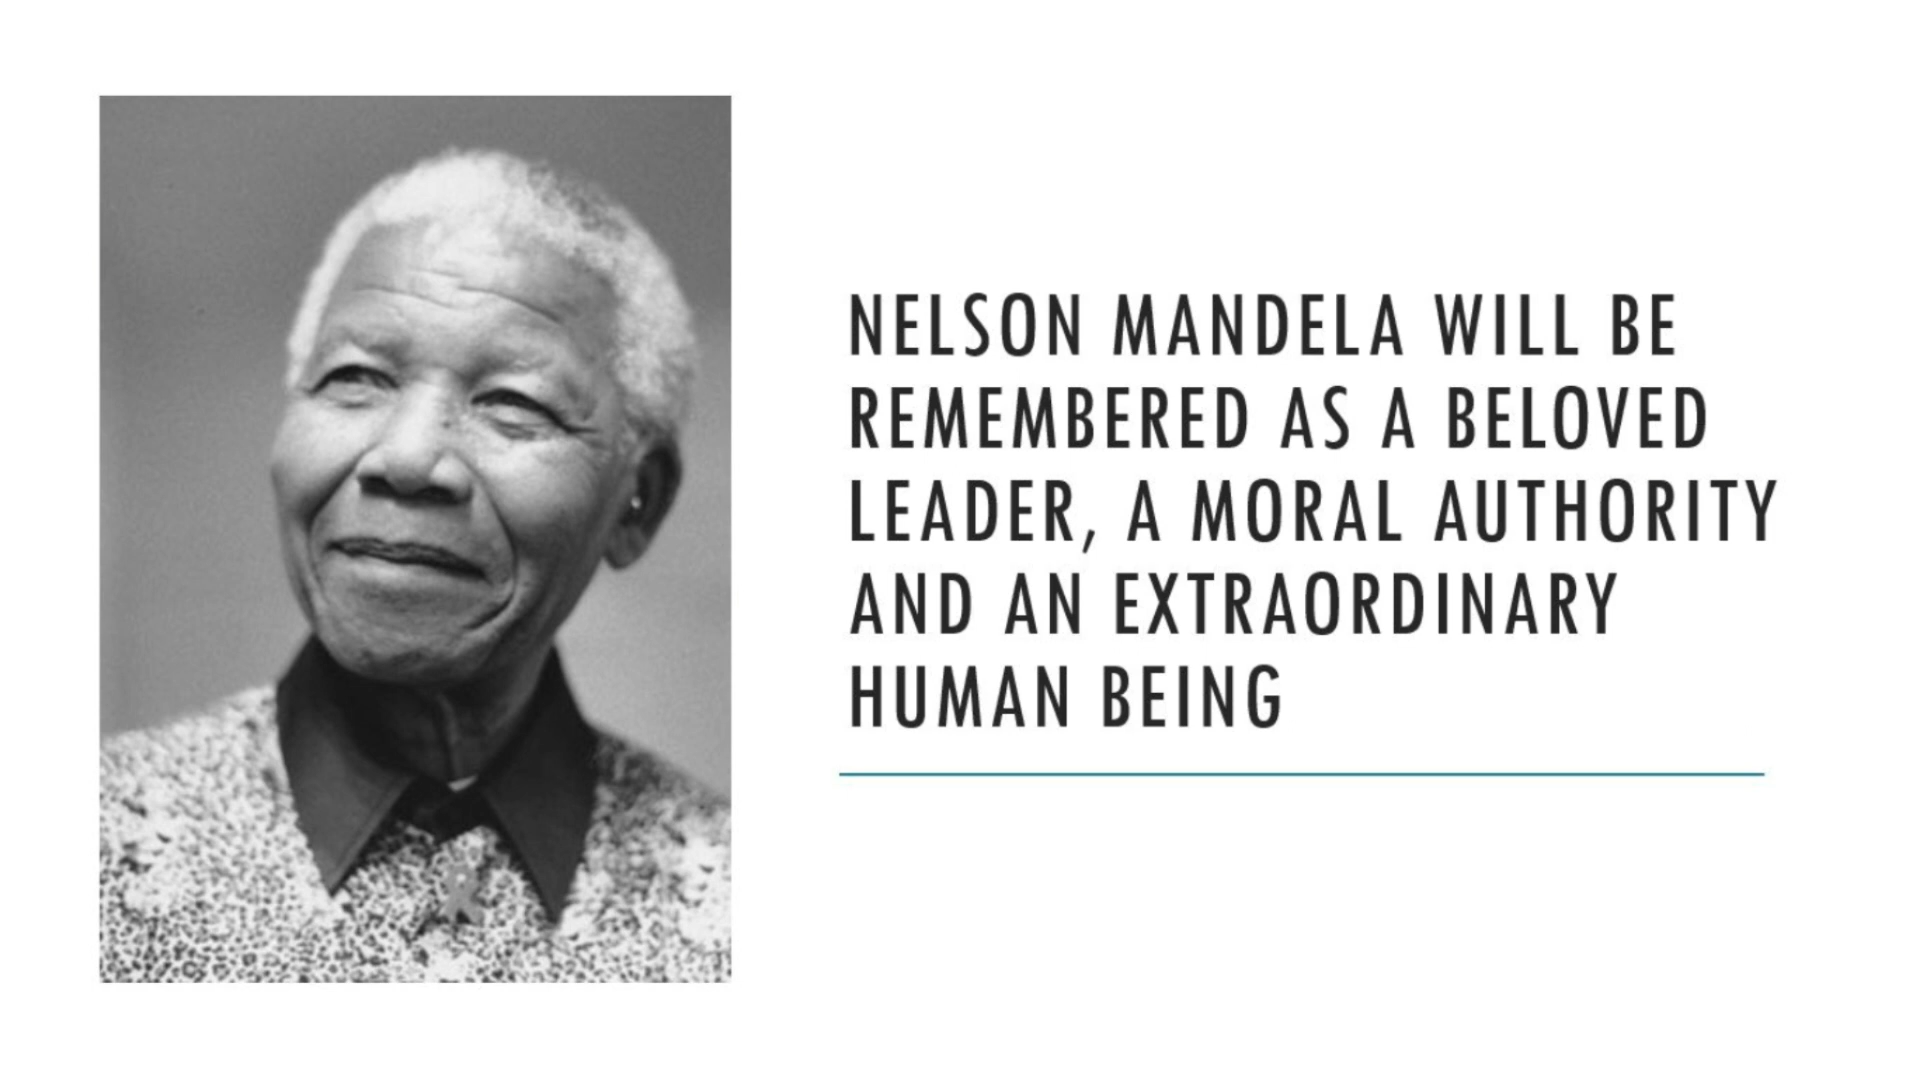 NELSON MANDELA WILL BE
REMEMBERED AS A BELOVED
LEADER, A MORAL AUTHORITY
AND AN EXTRAORDINARY
HUMAN BEING